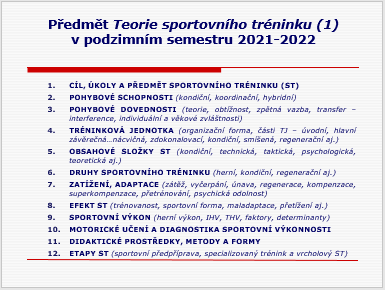 Předmět Teorie sportovního tréninku (1)
v podzimním semestru 2021-2022
1. CÍL, ÚKOLY A PŘEDMĚT SPORTOVNÍHO TRÉNINKU (ST)
2. POHYBOVÉ SCHOPNOSTI (kondiční, koordinační, hybridní)
3. POHYBOVÉ DOVEDNOSTI (teorie, obtížnost, zpětná vazba, transfer –
interference, individuální a věkové zvláštnosti)
4. TRÉNINKOVÁ JEDNOTKA (organizační forma, části TJ – úvodní, hlavní
závěrečná…nácvičná, zdokonalovací, kondiční, smíšená, regenerační aj.)
5. OBSAHOVÉ SLOŽKY ST (kondiční, technická, taktická, psychologická,
teoretická aj.)
6. DRUHY SPORTOVNÍHO TRÉNINKU (herní, kondiční, regenerační aj.)
7. ZATÍŽENÍ, ADAPTACE (zátěž, vyčerpání, únava, regenerace, kompenzace,
superkompenzace, přetrénování, psychická odolnost)
8. EFEKT ST (trénovanost, sportovní forma, maladaptace, přetížení aj.)
9. SPORTOVNÍ VÝKON (herní výkon, IHV, THV, faktory, determinanty)
10. MOTORICKÉ UČENÍ A DIAGNOSTIKA SPORTOVNÍ VÝKONNOSTI
11. DIDAKTICKÉ PROSTŘEDKY, METODY A FORMY
12. ETAPY ST (sportovní předpříprava, specializovaný trénink a vrcholový ST)